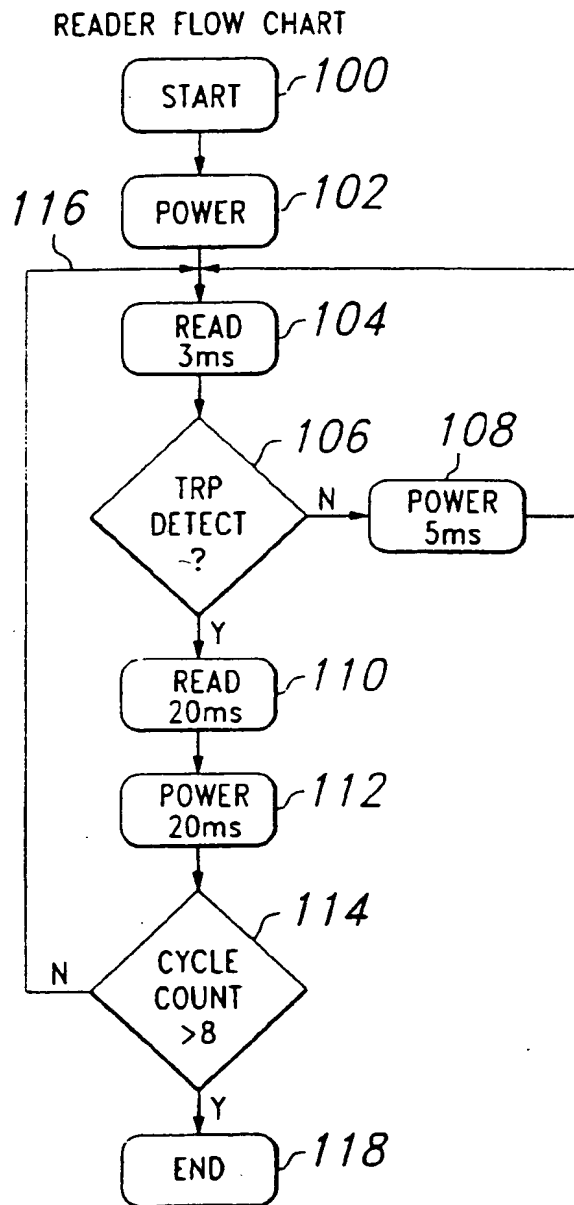 READER FLOW CHART
START
100
POWER
102
116
READ
3ms
104
106
TRP
DETECT
?
N
108
POWER
5ms
Y
READ
20ms
110
POWER
20ms
112
114
CYCLE
COUNT
>8
N
Y
END
118